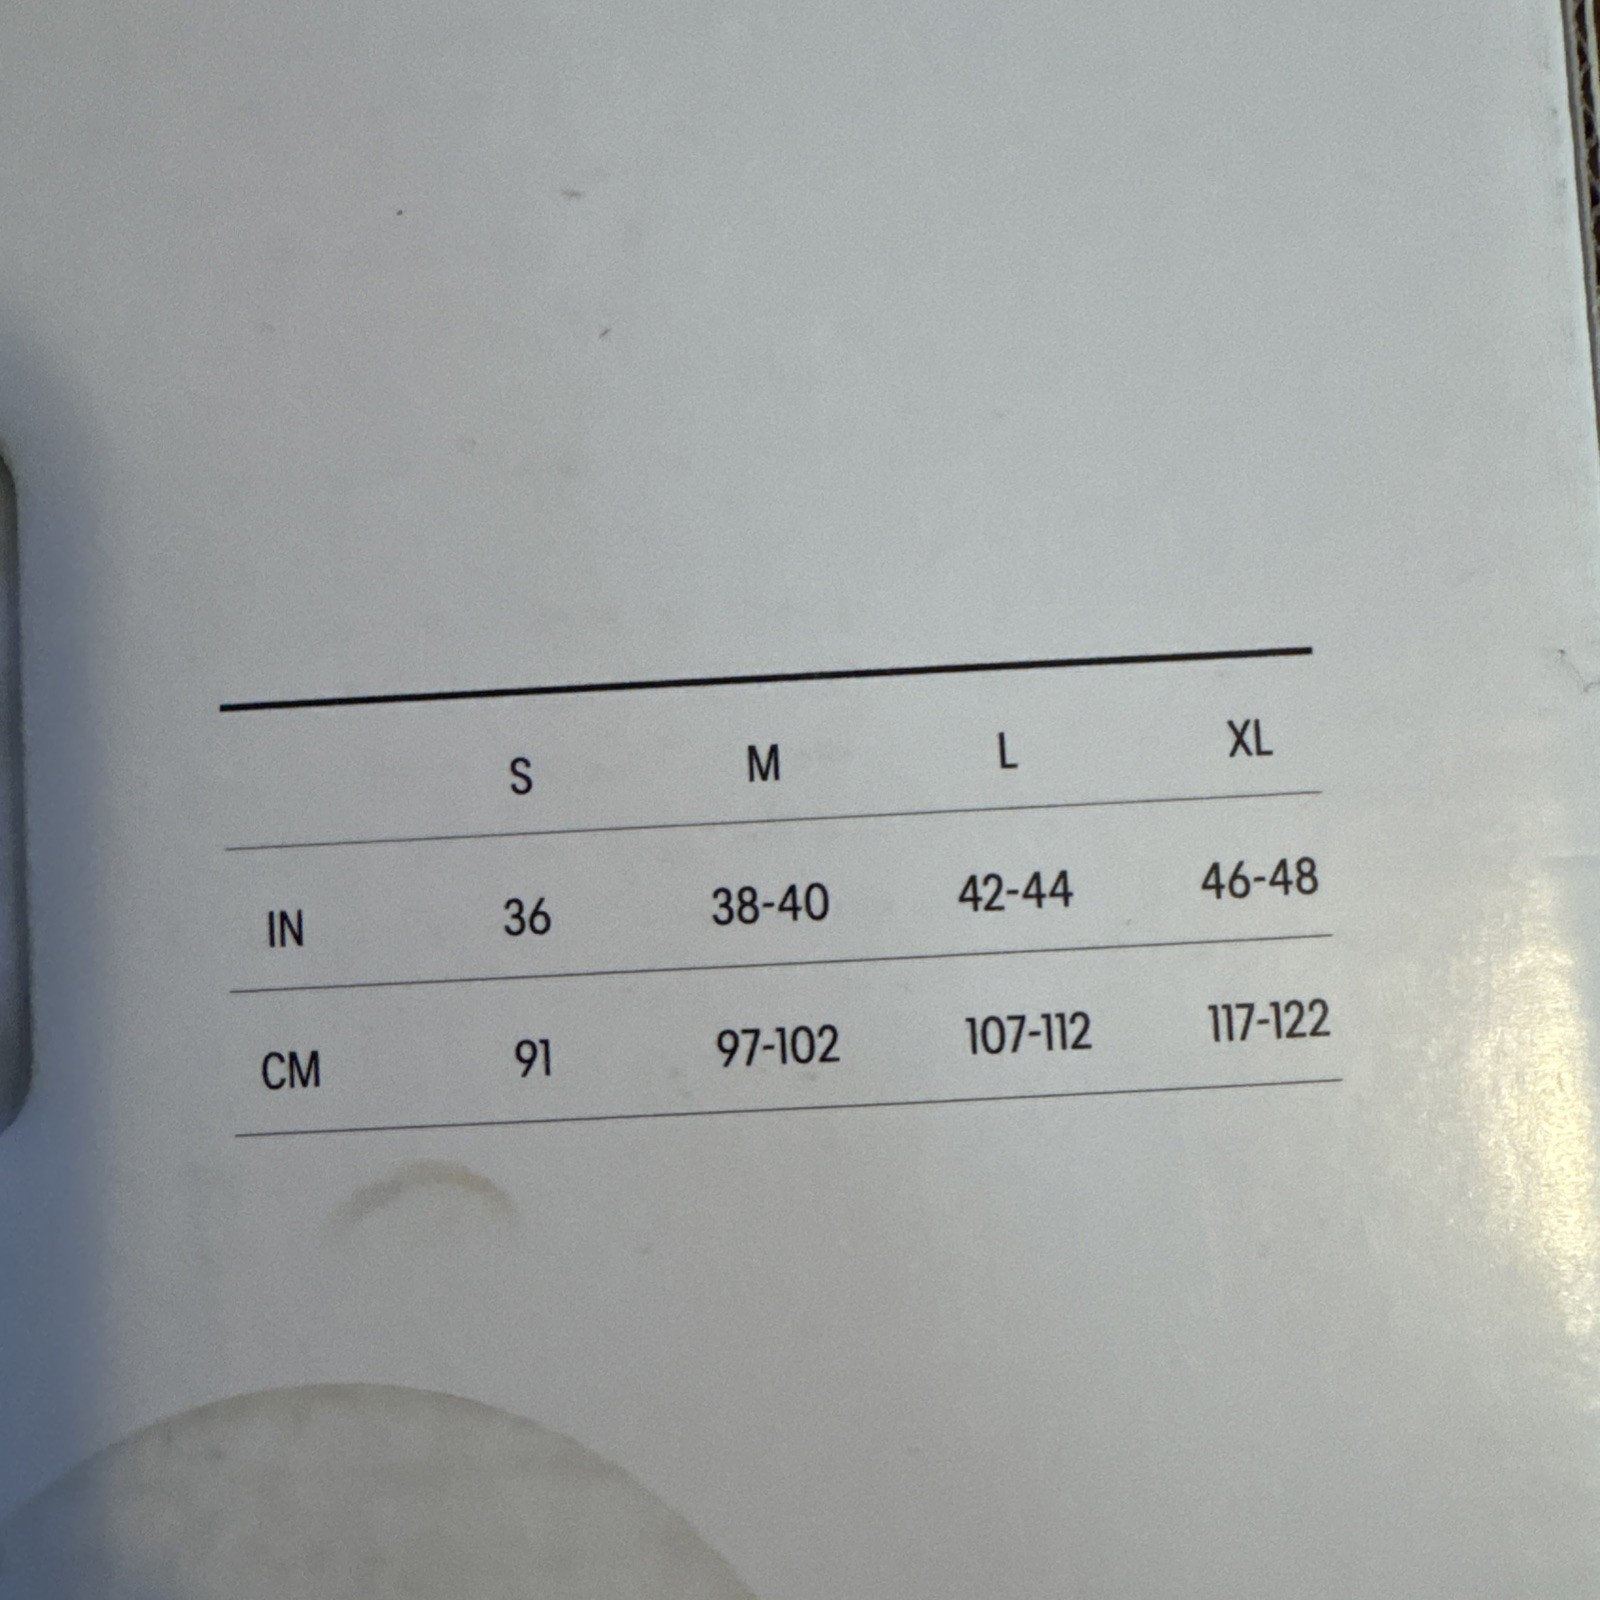 S M L XL
IN 36 38-40 42-44 46-48
CM 91 97-102 107-112 117-122